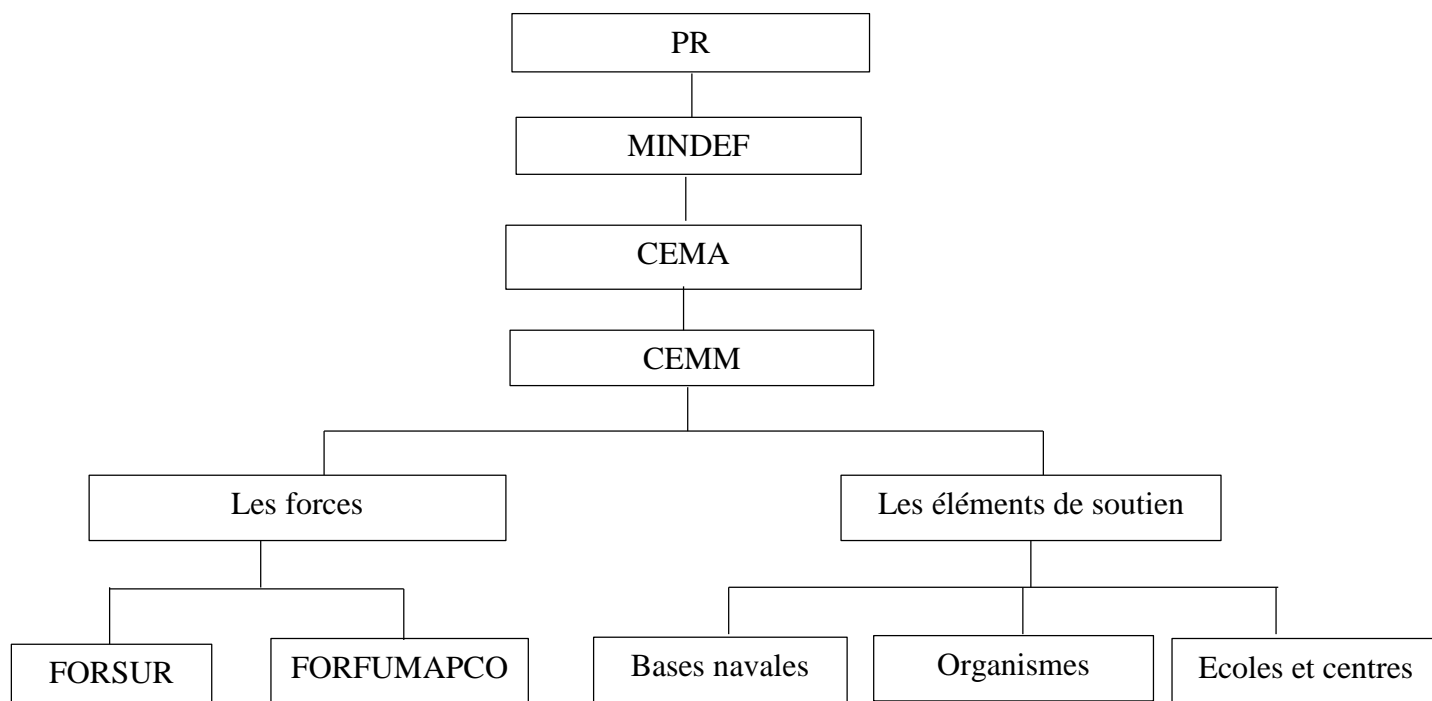 PR
MINDEF
CEMA
CEMM
Les forces
Les éléments de soutien
FORSUR
FORFUMAPCO
Bases navales
Organismes
Ecoles et centres